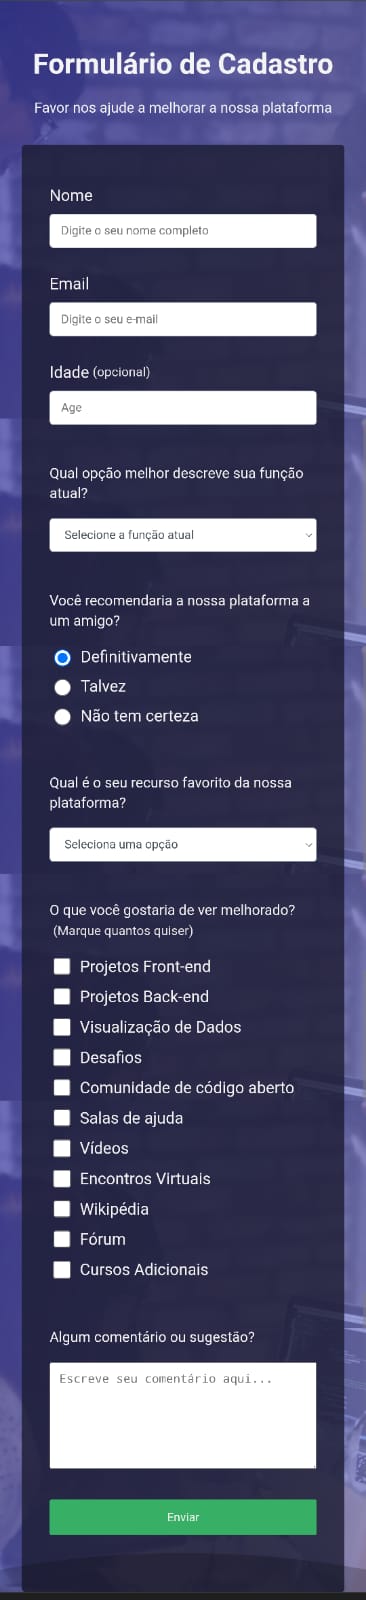 Formulário de Cadastro
Favor nos ajude a melhorar a nossa plataforma
Nome
Digite o seu nome completo
Email
Digite o seu e-mail
Idade (opcional)
Age
Qual opção melhor descreve sua função
atual?
Selecione a função atual
Você recomendaria a nossa plataforma a
um amigo?
Definitivamente
Talvez
Não tem certeza
Qual é o seu recurso favorito da nossa
plataforma?
Seleciona uma opção
O que você gostaria de ver melhorado?
(Marque quantos quiser)
Projetos Front-end
Projetos Back-end
Visualização de Dados
Desafios
Comunidade de código aberto
Salas de ajuda
Vídeos
Encontros Virtuais
Wikipédia
Fórum
Cursos Adicionais
Algum comentário ou sugestão?
Escreve seu comentário aqui...
Enviar